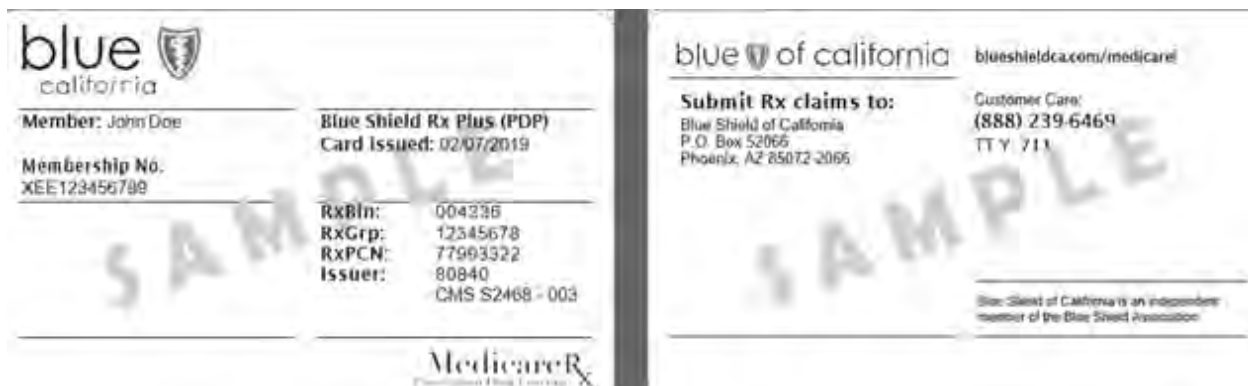 blue
california
Member: John Doe
Membership No.
XEE123456789
Blue Shield Rx Plus (PDP)
Card Issued: 02/07/2019
RxBin: 004336
RxGrp: 12345678
RxPCN: 77993322
Issuer: 80840
CMS S2468 - 003
MedicareRx
Prescription Drug Coverage
SAMPLE
blue of california
blueshieldca.com/medicare
Submit Rx claims to:
Blue Shield of California
P.O. Box 52066
Phoenix, AZ 85072-2066
Customer Care:
(888) 239-6469
TTY: 711
Blue Shield of California is an independent
member of the Blue Shield Association
SAMPLE